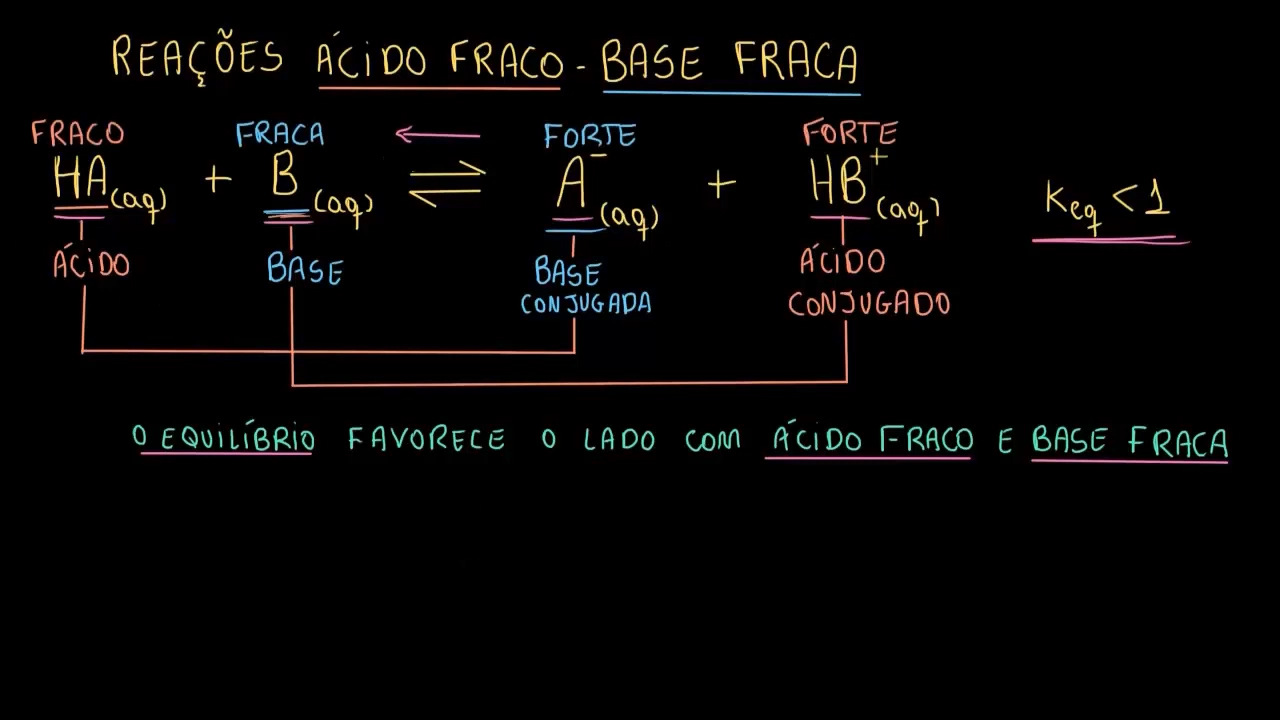 REAÇÕES ÁCIDO FRACO - BASE FRACA
FRACO FRACA FORTE FORTE
HA(aq) + B(aq) ⇌ A⁻(aq) + HB⁺(aq) Keq < 1
ÁCIDO BASE BASE ÁCIDO
CONJUGADA CONJUGADO
O EQUILÍBRIO FAVORECE O LADO COM ÁCIDO FRACO E BASE FRACA